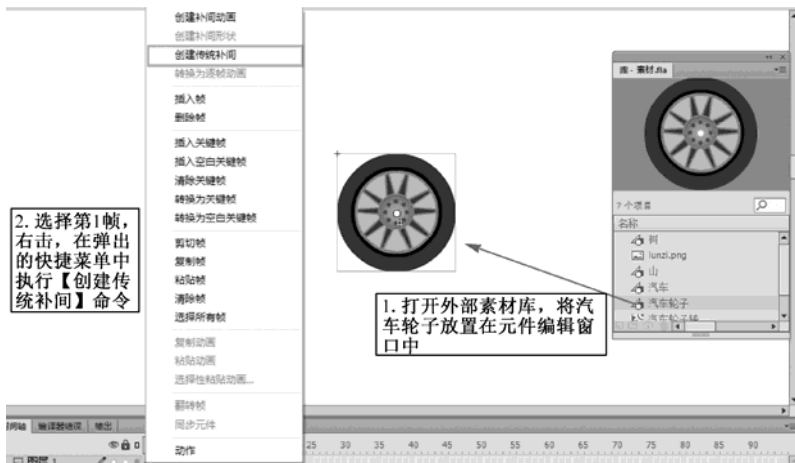 创建补间动画
创建补间形状
创建传统补间
转换为逐帧动画
插入帧
删除帧
插入关键帧
插入空白关键帧
清除关键帧
转换为关键帧
转换为空白关键帧
剪切帧
复制帧
粘贴帧
清除帧
选择所有帧
复制动画
粘贴动画
选择性粘贴动画...
翻转帧
同步元件
动作
2. 选择第1帧，
右击，在弹出
的快捷菜单中
执行【创建传
统补间】命令
1. 打开外部素材库，将汽
车轮子放置在元件编辑窗
口中
库 - 素材.fla
7 个项目
名称
树
lunzi.png
山
汽车
汽车轮子
编译器错误 输出
25 30 35 40 45 50 55 60 65 70 75 80 85 90
图层 1